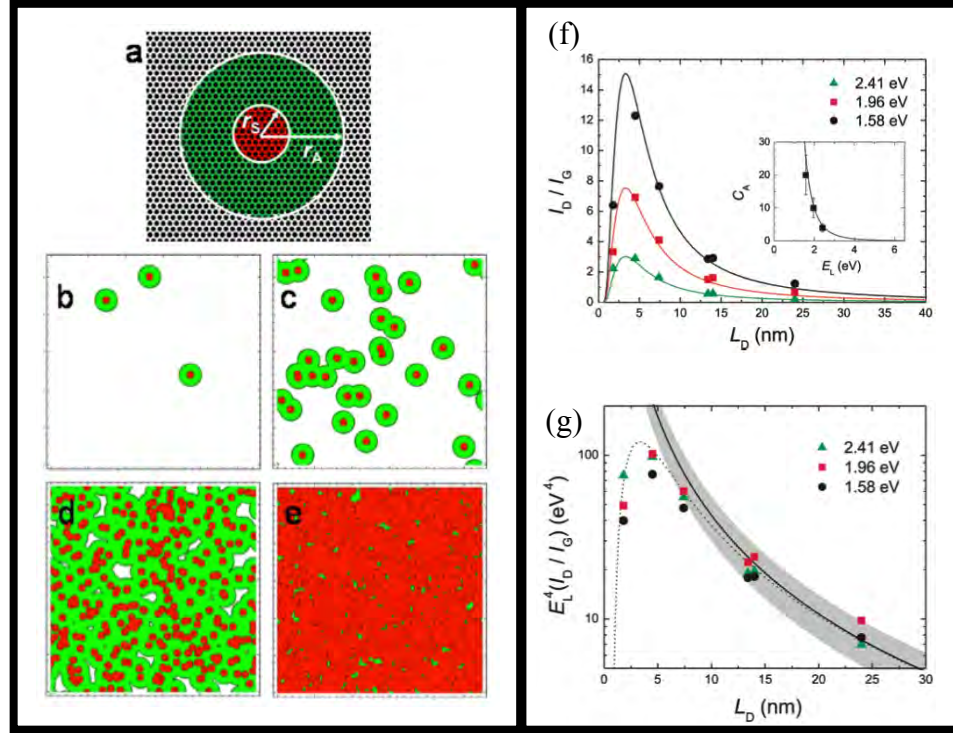 a
r_S
r_A
b
c
d
e
(f)
I_D / I_G
16
14
12
10
8
6
4
2
0
0 5 10 15 20 25 30 35 40
L_D (nm)
2.41 eV
1.96 eV
1.58 eV
C_A
30
20
10
0
0 2 4 6
E_L (eV)
(g)
E_L^4(I_D / I_G) (eV^4)
100
10
0 5 10 15 20 25 30
L_D (nm)
2.41 eV
1.96 eV
1.58 eV